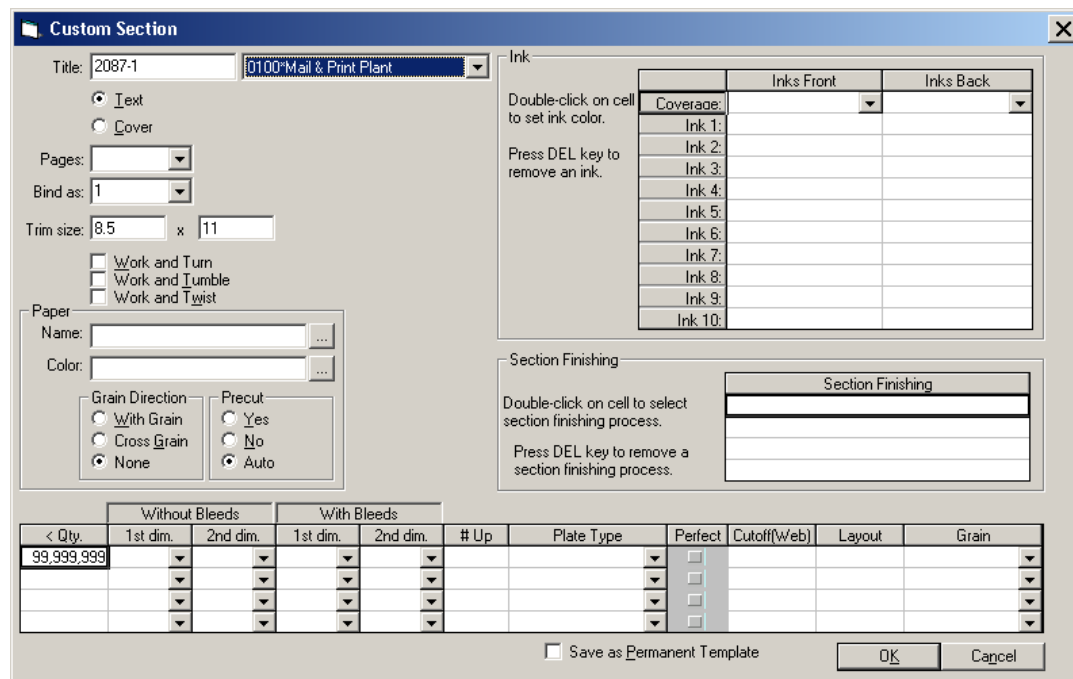 Custom Section
Title: 2087-1 0100*Mail & Print Plant
Text
Cover
Pages:
Bind as: 1
Trim size: 8.5 x 11
Work and Turn
Work and Tumble
Work and Twist
Paper
Name: ...
Color: ...
Grain Direction
With Grain
Cross Grain
None
Precut
Yes
No
Auto
Ink
Double-click on cell
to set ink color.
Press DEL key to
remove an ink.
Inks Front Inks Back
Coverage:
Ink 1:
Ink 2:
Ink 3:
Ink 4:
Ink 5:
Ink 6:
Ink 7:
Ink 8:
Ink 9:
Ink 10:
Section Finishing
Double-click on cell to select
section finishing process.
Press DEL key to remove a
section finishing process.
Section Finishing
Without Bleeds With Bleeds
< Qty. 1st dim. 2nd dim. 1st dim. 2nd dim. # Up Plate Type Perfect Cutoff(Web) Layout Grain
99,999,999
Save as Permanent Template
OK Cancel